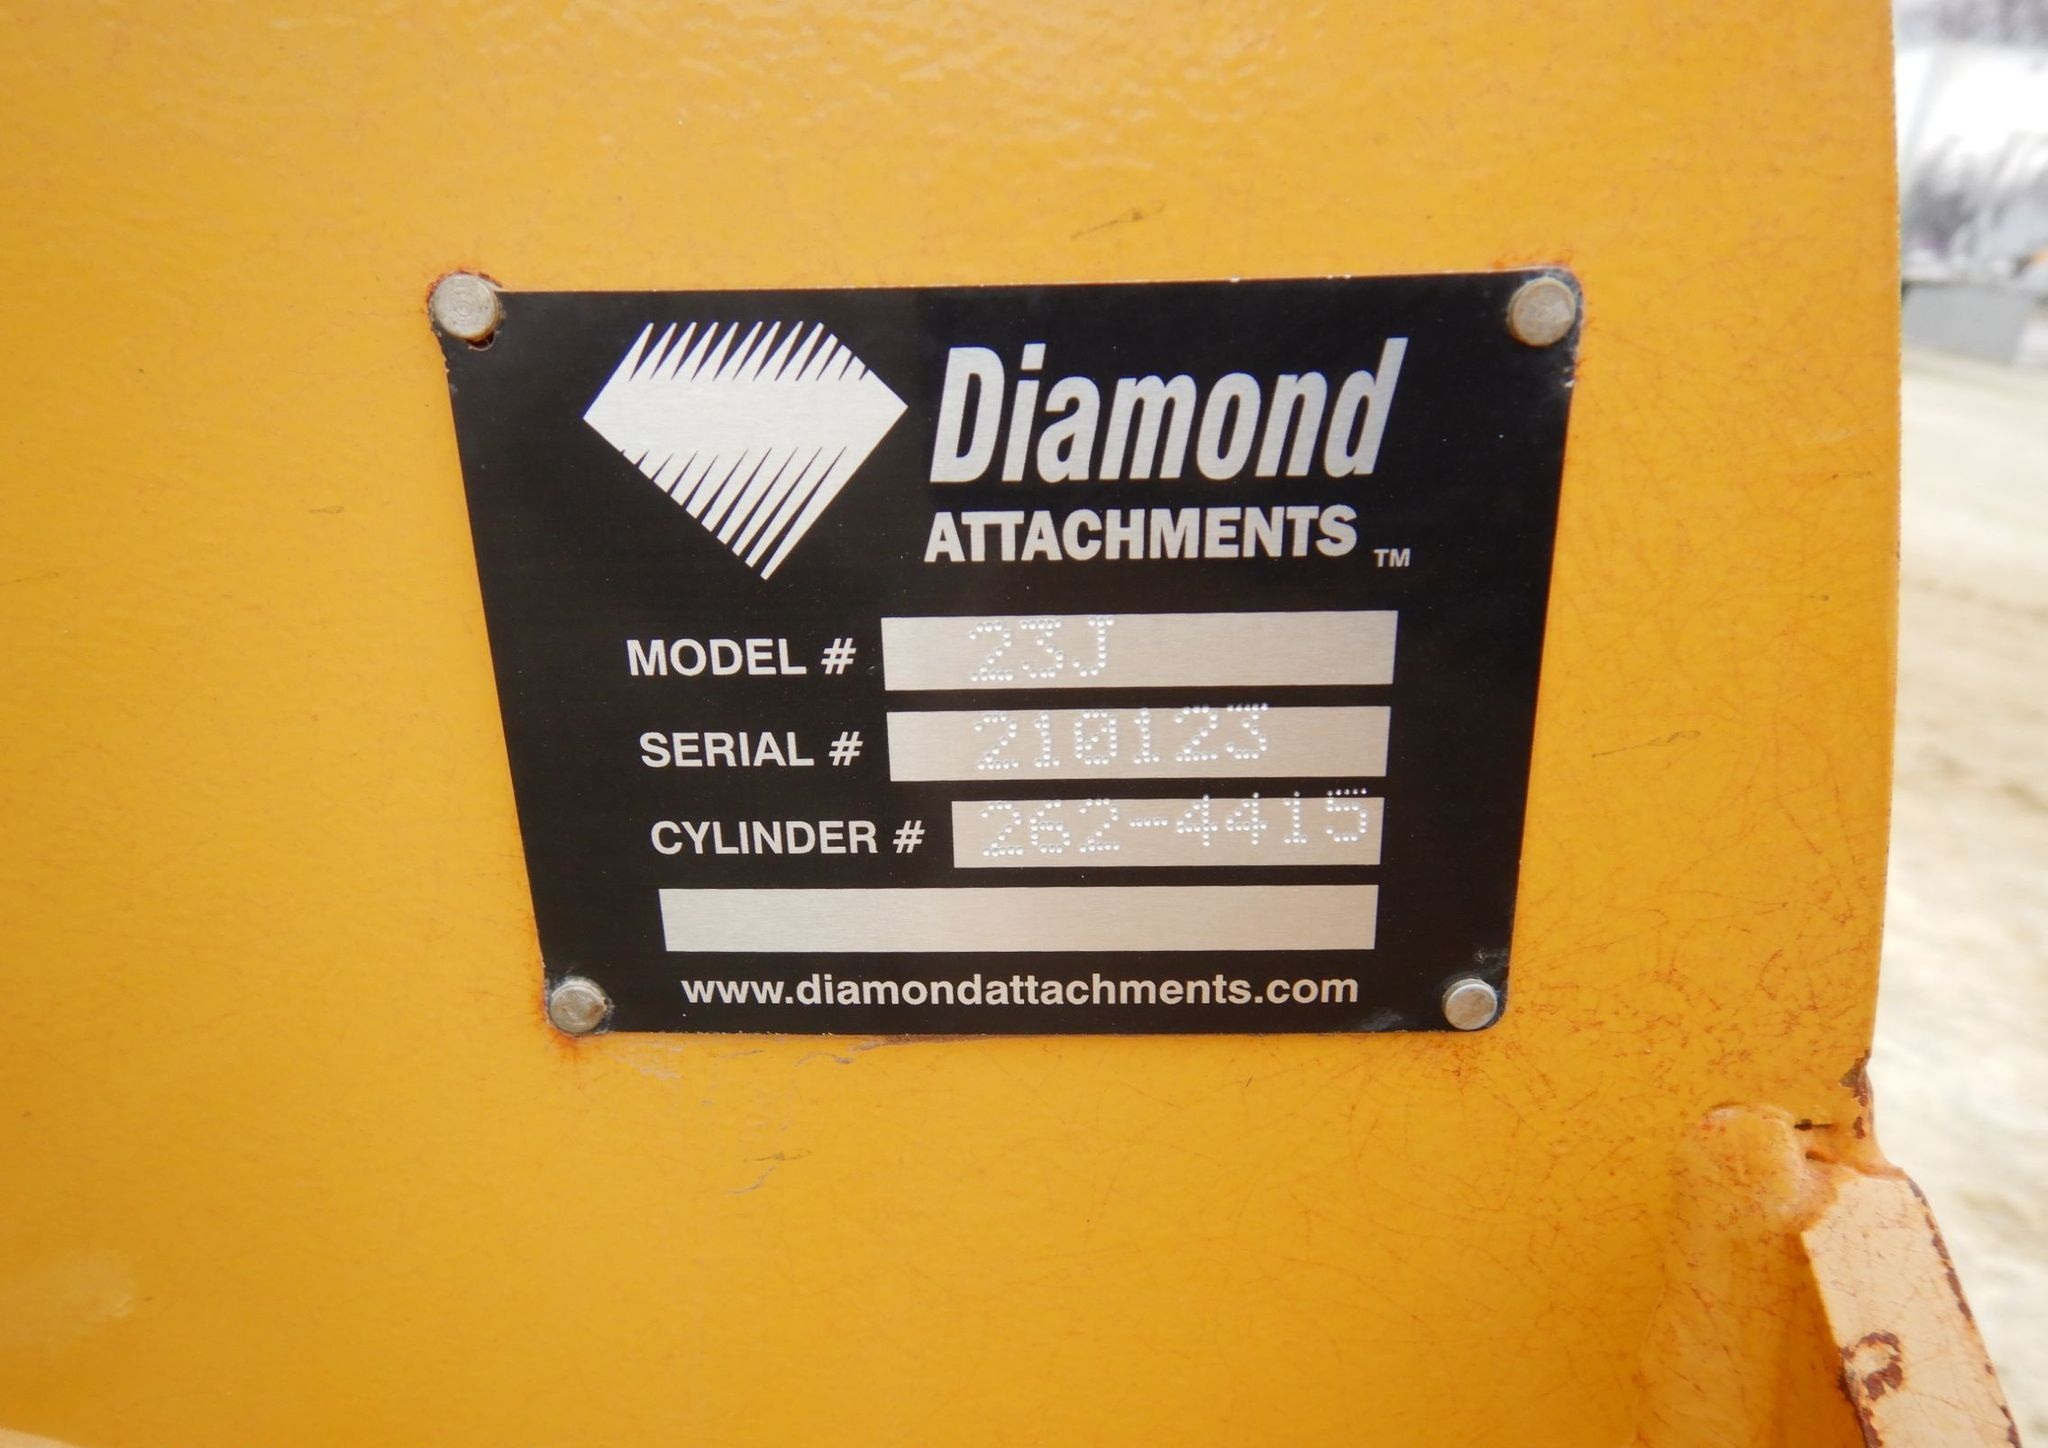 Diamond
ATTACHMENTS ™
MODEL # 23J
SERIAL # 210123
CYLINDER # 262-4415
www.diamondattachments.com